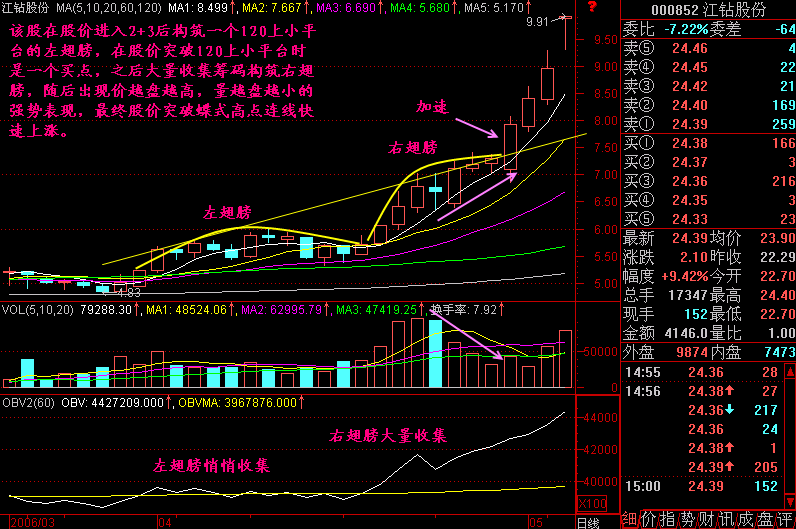 江钻股份 MA(5,10,20,60,120) MA1: 8.499↑, MA2: 7.667↑, MA3: 6.690↑, MA4: 5.680↑, MA5: 5.170↑
?
9.91
该股在股价进入2+3后构筑一个120上小平
台的左翅膀，在股价突破120上小平台时
是一个买点，之后大量收集筹码构筑右翅
膀，随后出现价越盘越高，量越盘越小的
强势表现，最终股价突破蝶式高点连线快
速上涨。
加速
右翅膀
左翅膀
4.83
9.50
9.00
8.50
8.00
7.50
7.00
6.50
6.00
5.50
5.00
VOL(5,10,20) 79288.30↑, MA1: 48524.06↑, MA2: 62995.79↑, MA3: 47419.25↑, 换手率: 7.92↑
50000
0
OBV2(60) OBV: 4427209.000↑, OBVMA: 3967876.000↑
右翅膀大量收集
左翅膀悄悄收集
44000
42000
40000
X100
2006/03 04 05 日线
000852 江钻股份
委比 -7.22% 委差 -64
卖⑤ 24.46 4
卖④ 24.45 22
卖③ 24.42 21
卖② 24.40 169
卖① 24.39 259
买① 24.38 166
买② 24.37 3
买③ 24.36 216
买④ 24.35 3
买⑤ 24.33 23
最新 24.39 均价 23.90
涨跌 2.10 昨收 22.29
幅度 +9.42% 今开 22.70
总手 17347 最高 24.40
现手 152 最低 22.70
金额 4146.0 量比 1.00
外盘 9874 内盘 7473
14:55 24.36 28
14:56 24.38↑ 27
24.36↓ 217
24.36 24
24.38↑ 1
24.39↑ 205
15:00 24.39 152
细 价 指 势 财 讯 成 盘 评